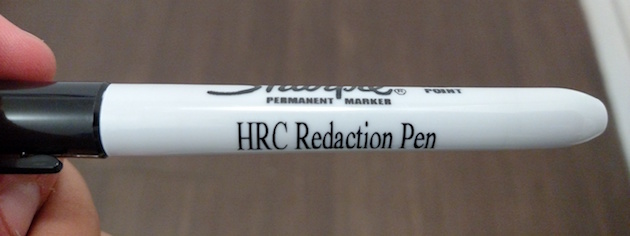 Sharpie® POINT
PERMANENT MARKER
HRC Redaction Pen